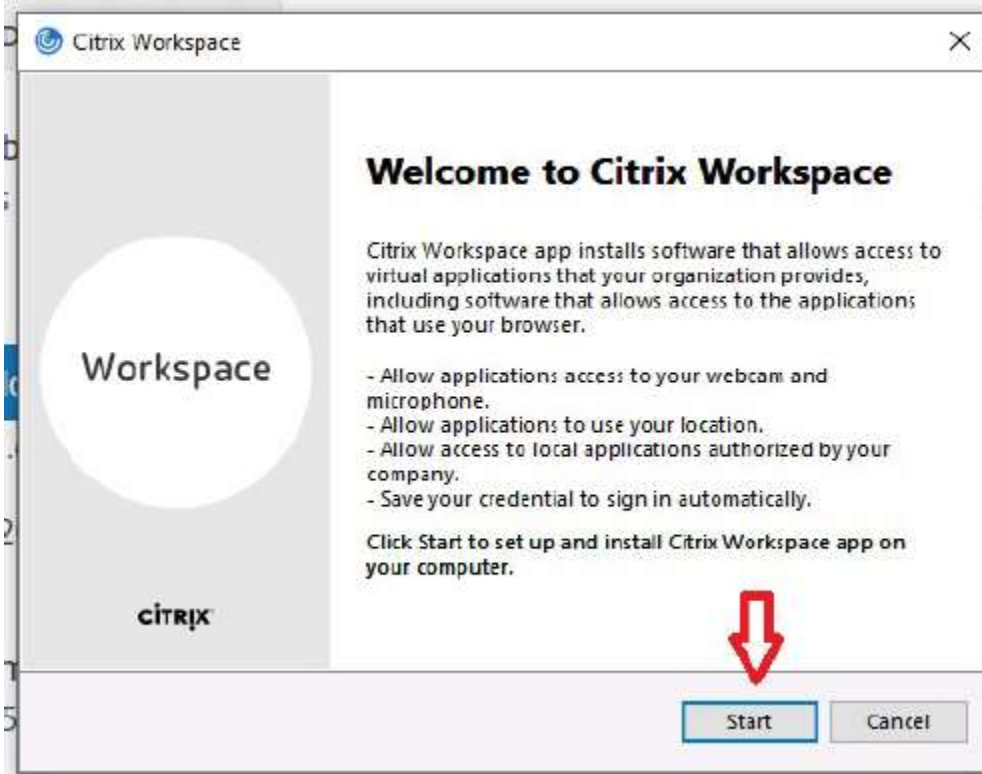 Citrix Workspace
Welcome to Citrix Workspace
Citrix Workspace app installs software that allows access to
virtual applications that your organization provides,
including software that allows access to the applications
that use your browser.
- Allow applications access to your webcam and
microphone.
- Allow applications to use your location.
- Allow access to local applications authorized by your
company.
- Save your credential to sign in automatically.
Click Start to set up and install Citrix Workspace app on
your computer.
Workspace
CITRIX
Start
Cancel